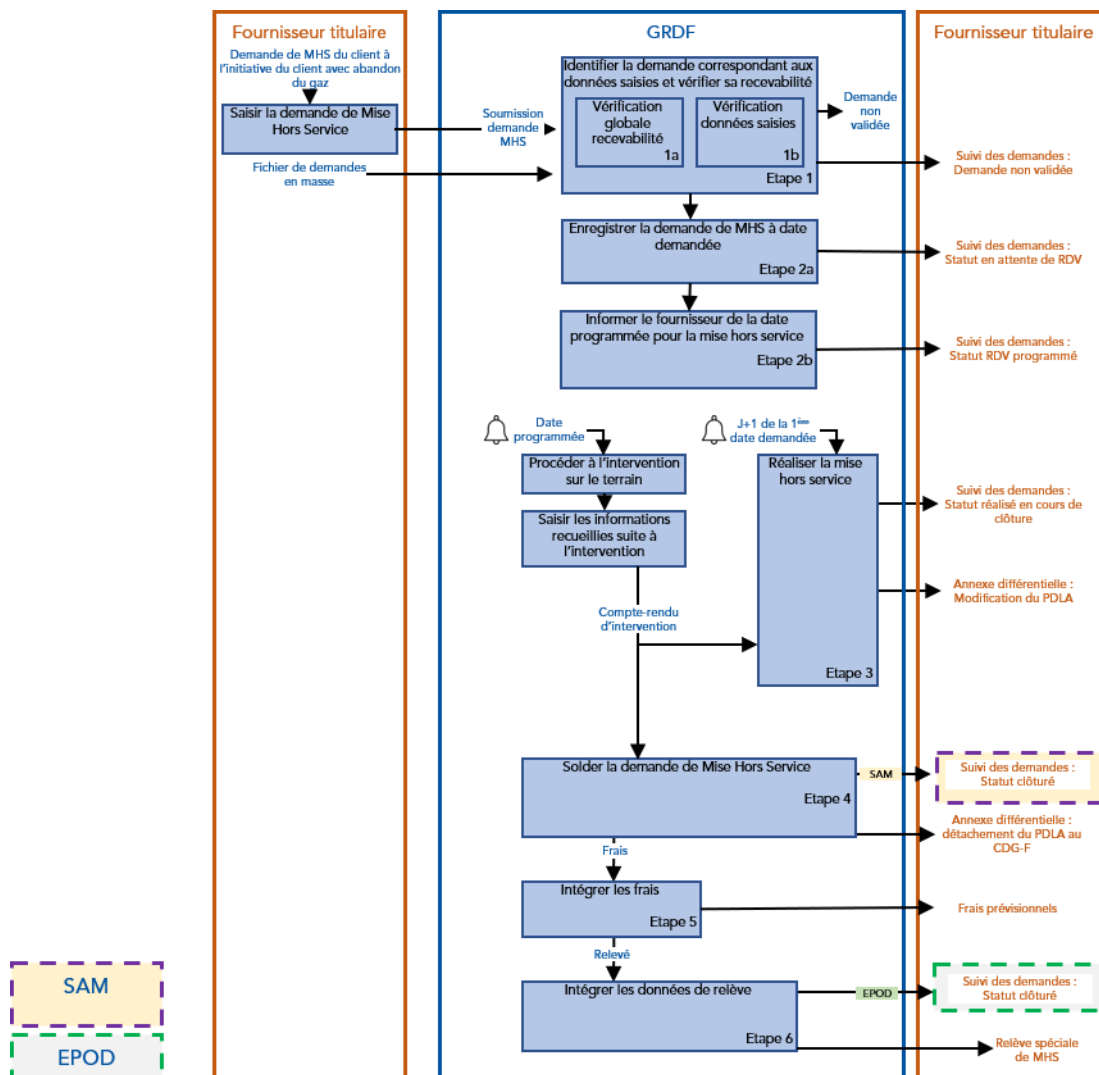 Fournisseur titulaire
GRDF
Fournisseur titulaire
Demande de MHS du client à
l'initiative du client avec abandon
du gaz
Saisir la demande de Mise
Hors Service
Soumission
demande
MHS
Fichier de demandes
en masse
Identifier la demande correspondant aux
données saisies et vérifier sa recevabilité
Vérification
globale
recevabilité
1a
Vérification
données saisies
1b
Etape 1
Demande
non
validée
Suivi des demandes :
Demande non validée
Enregistrer la demande de MHS à date
demandée
Etape 2a
Suivi des demandes :
Statut en attente de RDV
Informer le fournisseur de la date
programmée pour la mise hors service
Etape 2b
Suivi des demandes :
Statut RDV programmé
Date
programmée
J+1 de la 1ère
date demandée
Procéder à l'intervention
sur le terrain
Saisir les informations
recueillies suite à
l'intervention
Réaliser la mise
hors service
Etape 3
Suivi des demandes :
Statut réalisé en cours de
clôture
Annexe différentielle :
Modification du PDLA
Compte-rendu
d'intervention
Solder la demande de Mise Hors Service
Etape 4
SAM
Suivi des demandes :
Statut clôturé
Annexe différentielle :
détachement du PDLA au
CDG-F
Frais
Intégrer les frais
Etape 5
Frais prévisionnels
Relevé
Intégrer les données de relève
Etape 6
EPOD
Suivi des demandes :
Statut clôturé
Relève spéciale
de MHS
SAM
EPOD